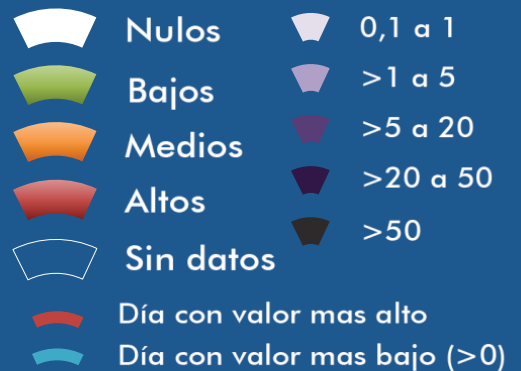 Nulos
Bajos
Medios
Altos
Sin datos
0,1 a 1
>1 a 5
>5 a 20
>20 a 50
>50
Día con valor mas alto
Día con valor mas bajo (>0)